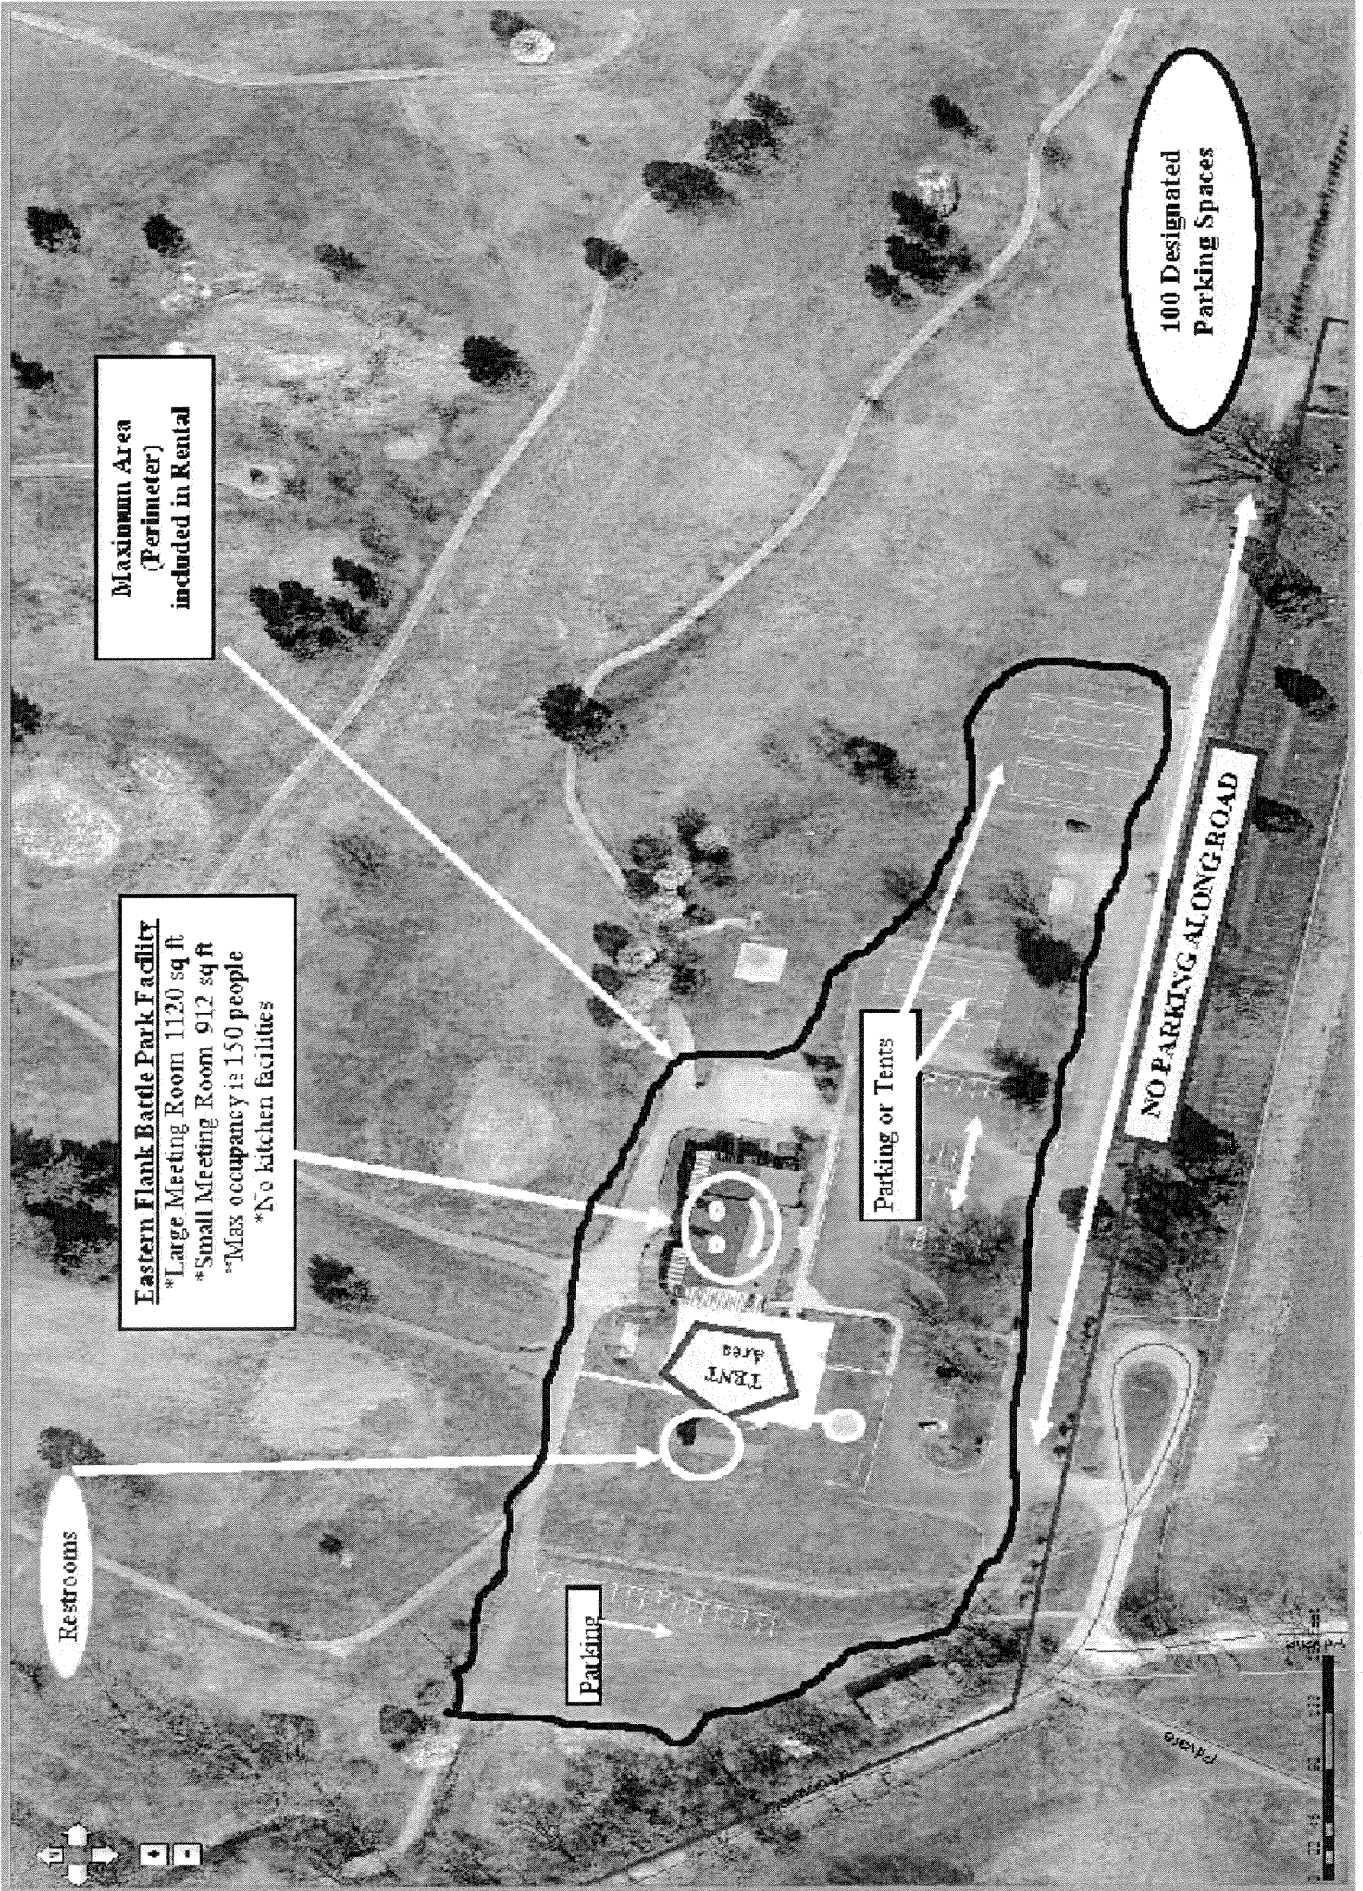 Restrooms
Eastern Flank Battle Park Facility
*Large Meeting Room 1120 sq ft
*Small Meeting Room 912 sq ft
*Max occupancy is 150 people
*No kitchen facilities
Maximum Area
(Perimeter)
included in Rental
Parking
TENT
Area
Parking or Tents
NO PARKING ALONG ROAD
100 Designated
Parking Spaces